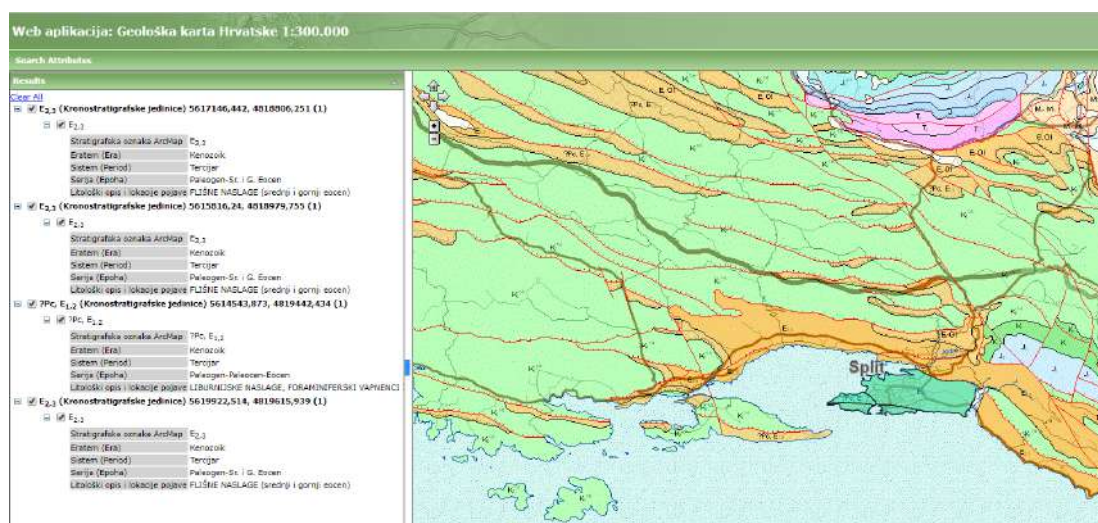 Web aplikacija: Geološka karta Hrvatske 1:300.000
Search Attributes
Results
Clear All
E2,3 (Kronostratigrafske jedinice) 5617146,442, 4818806,251 (1)
E2,3
Stratigrafska oznaka ArcMap E2,3
Eratem (Era) Kenozoik
Sistem (Period) Tercijar
Serija (Epoha) Paleogen-Sr. i G. Eocen
Litološki opis i lokacije pojave FLIŠNE NASLAGE (srednji i gornji eocen)
E2,3 (Kronostratigrafske jedinice) 5615816,24, 4818979,755 (1)
E2,3
Stratigrafska oznaka ArcMap E2,3
Eratem (Era) Kenozoik
Sistem (Period) Tercijar
Serija (Epoha) Paleogen-Sr. i G. Eocen
Litološki opis i lokacije pojave FLIŠNE NASLAGE (srednji i gornji eocen)
?Pc, E1,2 (Kronostratigrafske jedinice) 5614543,873, 4819442,434 (1)
?Pc, E1,2
Stratigrafska oznaka ArcMap ?Pc, E1,2
Eratem (Era) Kenozoik
Sistem (Period) Tercijar
Serija (Epoha) Paleogen-Paleocen-Eocen
Litološki opis i lokacije pojave LIBURNIJSKE NASLAGE, FORAMINIFERSKI VAPNENCI
E2,3 (Kronostratigrafske jedinice) 5619922,514, 4819615,939 (1)
E2,3
Stratigrafska oznaka ArcMap E2,3
Eratem (Era) Kenozoik
Sistem (Period) Tercijar
Serija (Epoha) Paleogen-Sr. i G. Eocen
Litološki opis i lokacije pojave FLIŠNE NASLAGE (srednji i gornji eocen)
Split